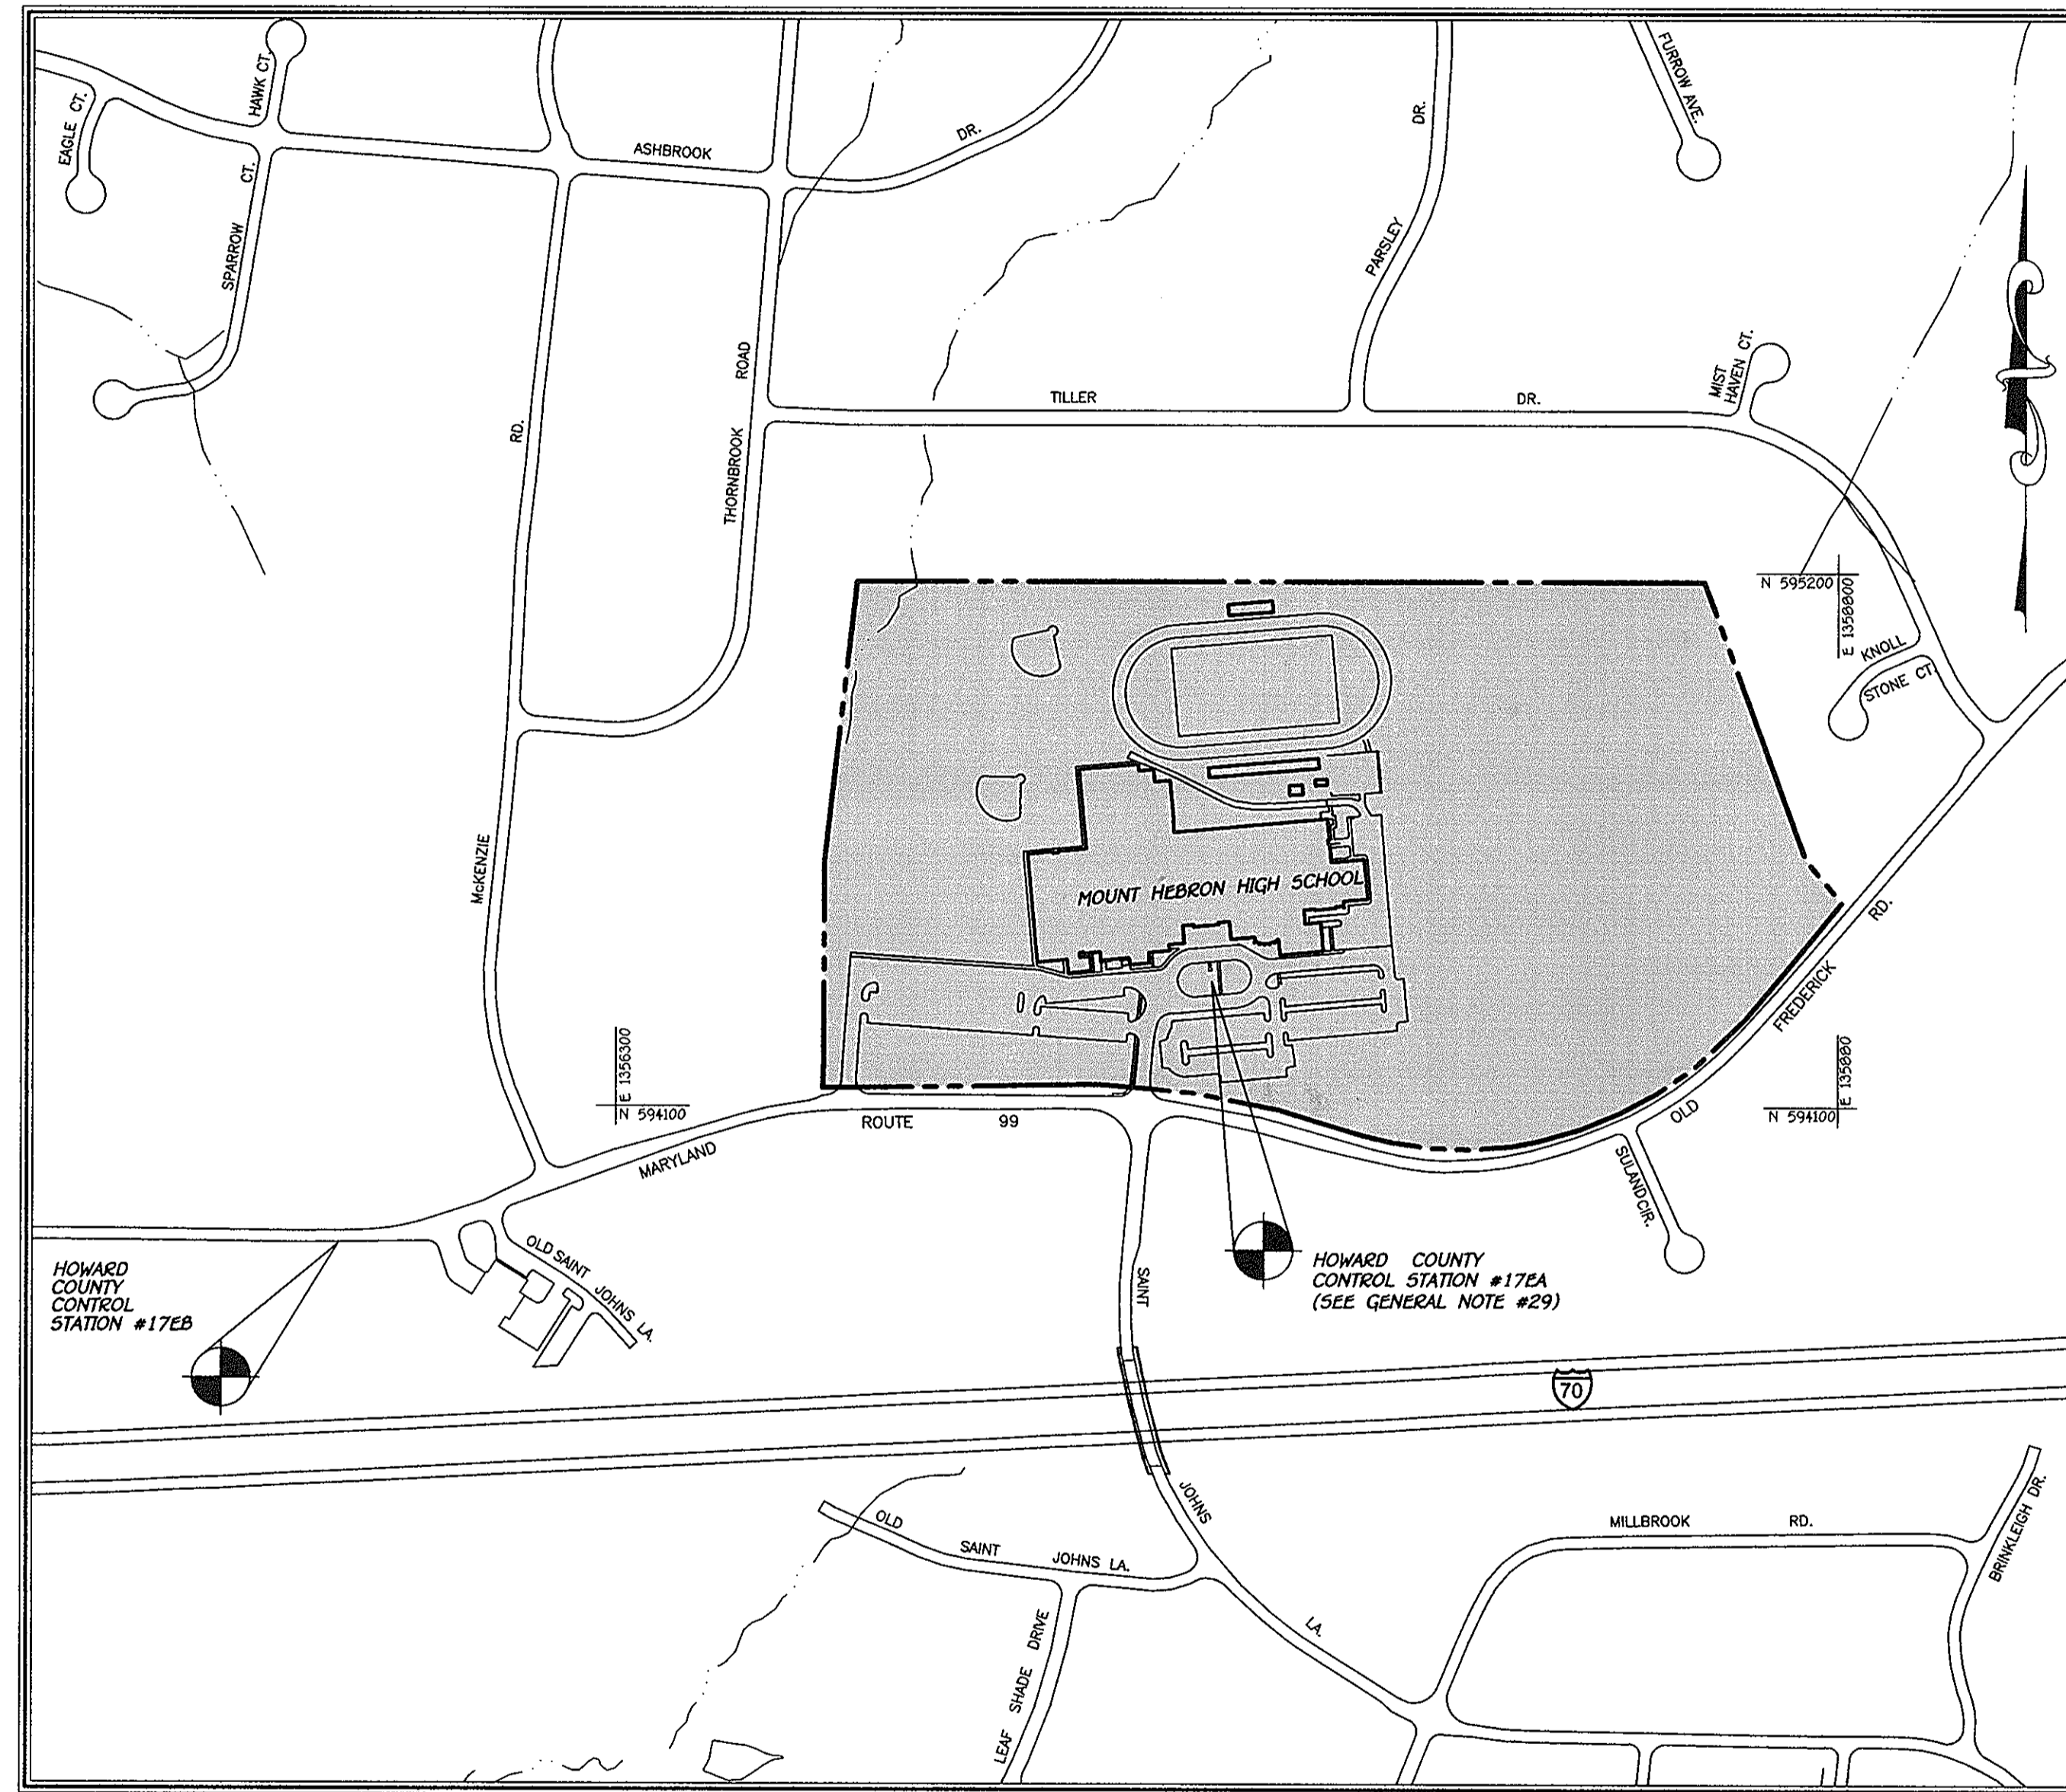 EAGLE CT.
HAWK CT.
SPARROW CT.
ASHBROOK DR.
PARSLEY DR.
FURROW AVE.
McKENZIE RD.
THORNBROOK ROAD
TILLER DR.
MIST
HAVEN CT.
N 595200
E 1358800
KNOLL
STONE CT.
MOUNT HEBRON HIGH SCHOOL
E 1356300
N 594100
MARYLAND ROUTE 99
OLD FREDERICK RD.
E 135880
N 594100
SULAND CIR.
HOWARD
COUNTY
CONTROL
STATION #17EB
OLD SAINT JOHNS LA.
HOWARD COUNTY
CONTROL STATION #17EA
(SEE GENERAL NOTE #29)
SAINT JOHNS LA.
70
OLD SAINT JOHNS LA.
LEAF SHADE DRIVE
MILLBROOK RD.
BRINKLEIGH DR.